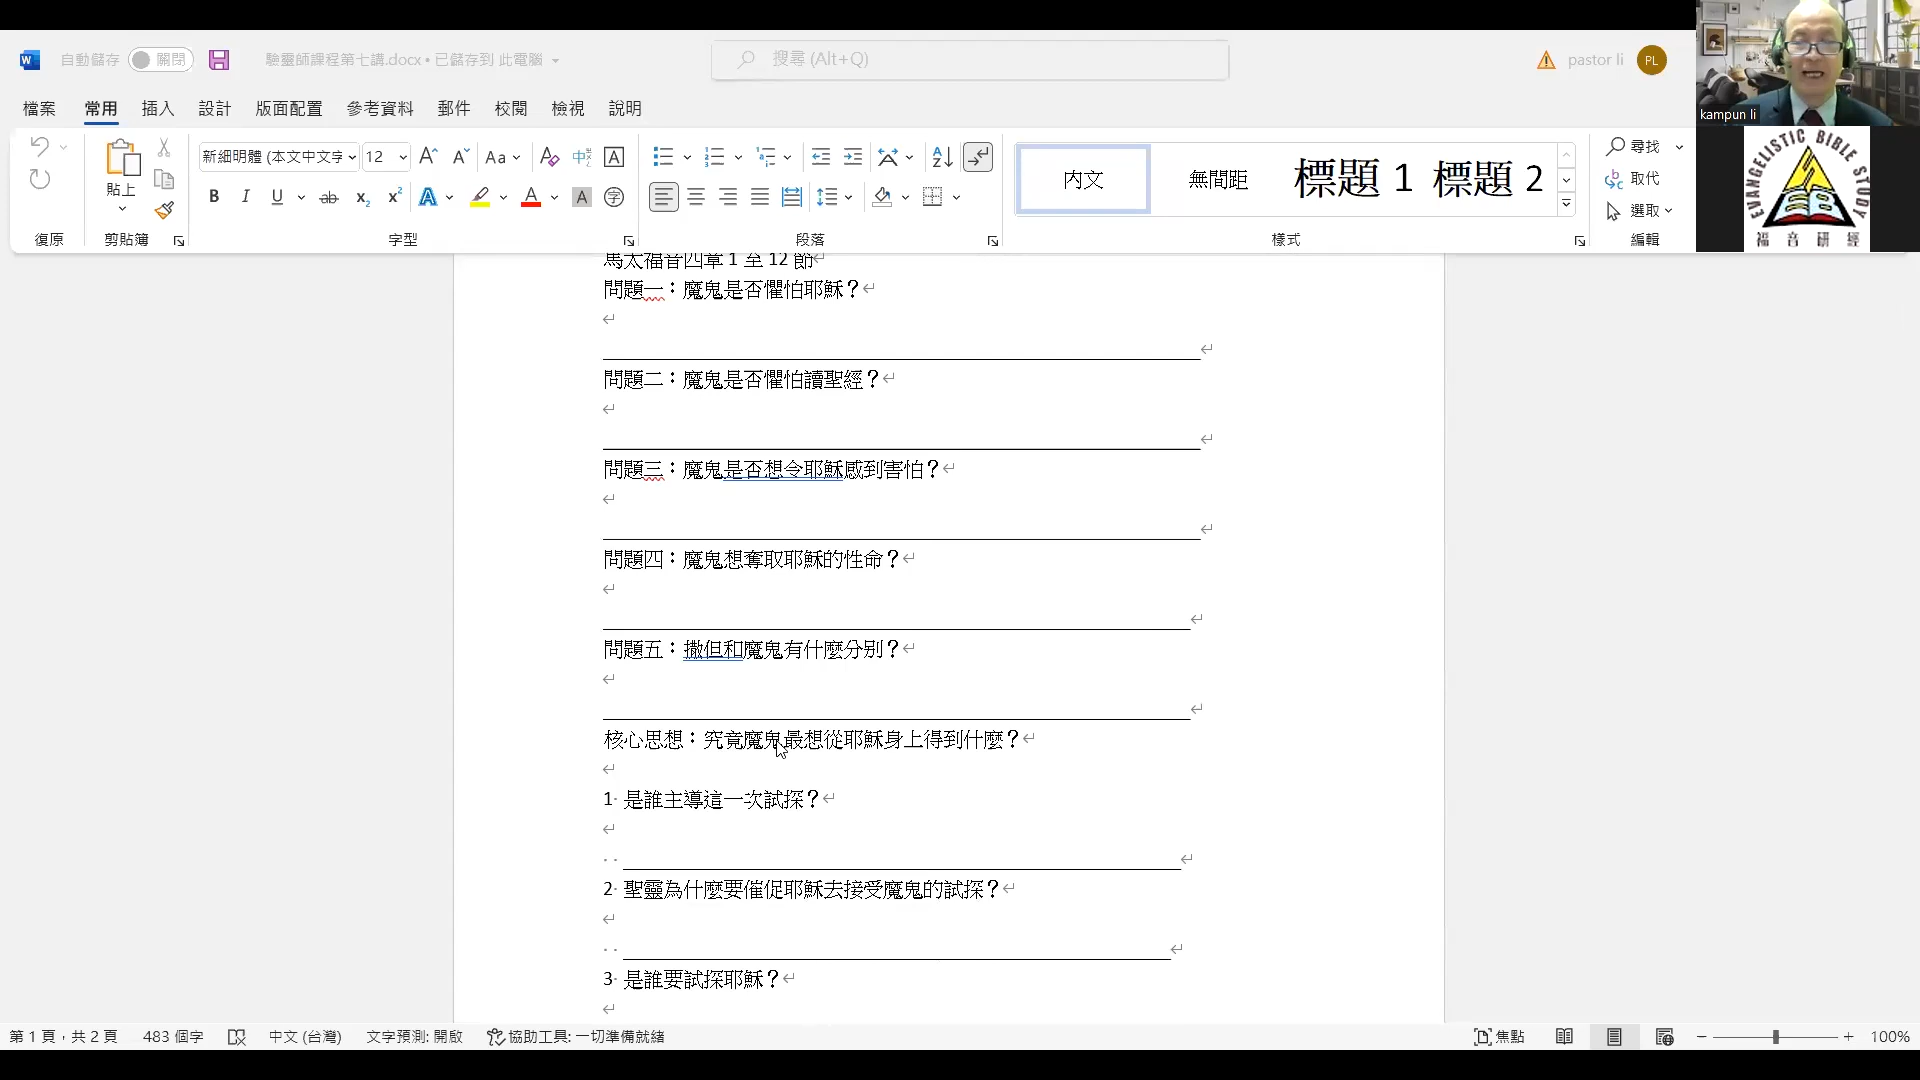 自動儲存 關閉 驗靈師課程第七講.docx • 已儲存到 此電腦 搜尋 (Alt+Q) pastor li PL
kampun li
檔案 常用 插入 設計 版面配置 參考資料 郵件 校閱 檢視 說明
EVANGELISTIC BIBLE STUDY
EBS
福音研經
貼上 新細明體 (本文中文字 12 Aa A 內文 無間距 標題 1 標題 2 尋找
取代
B I U ab x₂ x² A A A 字 選取
復原 剪貼簿 字型 段落 樣式 編輯
馬太福音四章 1 至 12 節
問題一：魔鬼是否懼怕耶穌？
問題二：魔鬼是否懼怕讀聖經？
問題三：魔鬼是否想令耶穌感到害怕？
問題四：魔鬼想奪取耶穌的性命？
問題五：撒但和魔鬼有什麼分別？
核心思想：究竟魔鬼最想從耶穌身上得到什麼？
1 是誰主導這一次試探？
2 聖靈為什麼要催促耶穌去接受魔鬼的試探？
3 是誰要試探耶穌？
第 1 頁，共 2 頁 483 個字 中文 (台灣) 文字預測: 開啟 協助工具: 一切準備就緒 焦點 100%